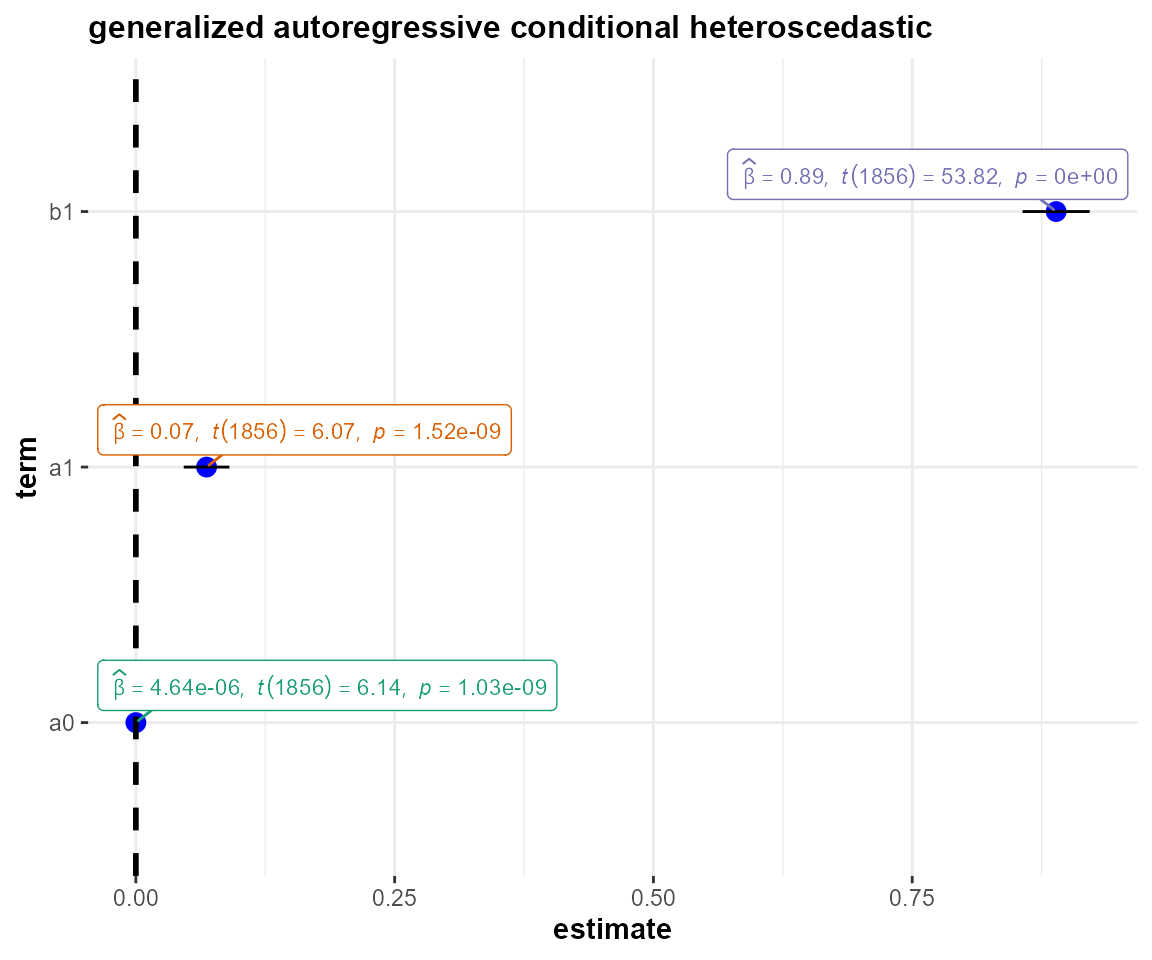 generalized autoregressive conditional heteroscedastic
β̂ = 0.89, t(1856) = 53.82, p = 0e+00
b1
β̂ = 0.07, t(1856) = 6.07, p = 1.52e-09
a1
term
β̂ = 4.64e-06, t(1856) = 6.14, p = 1.03e-09
a0
0.00 0.25 0.50 0.75
estimate